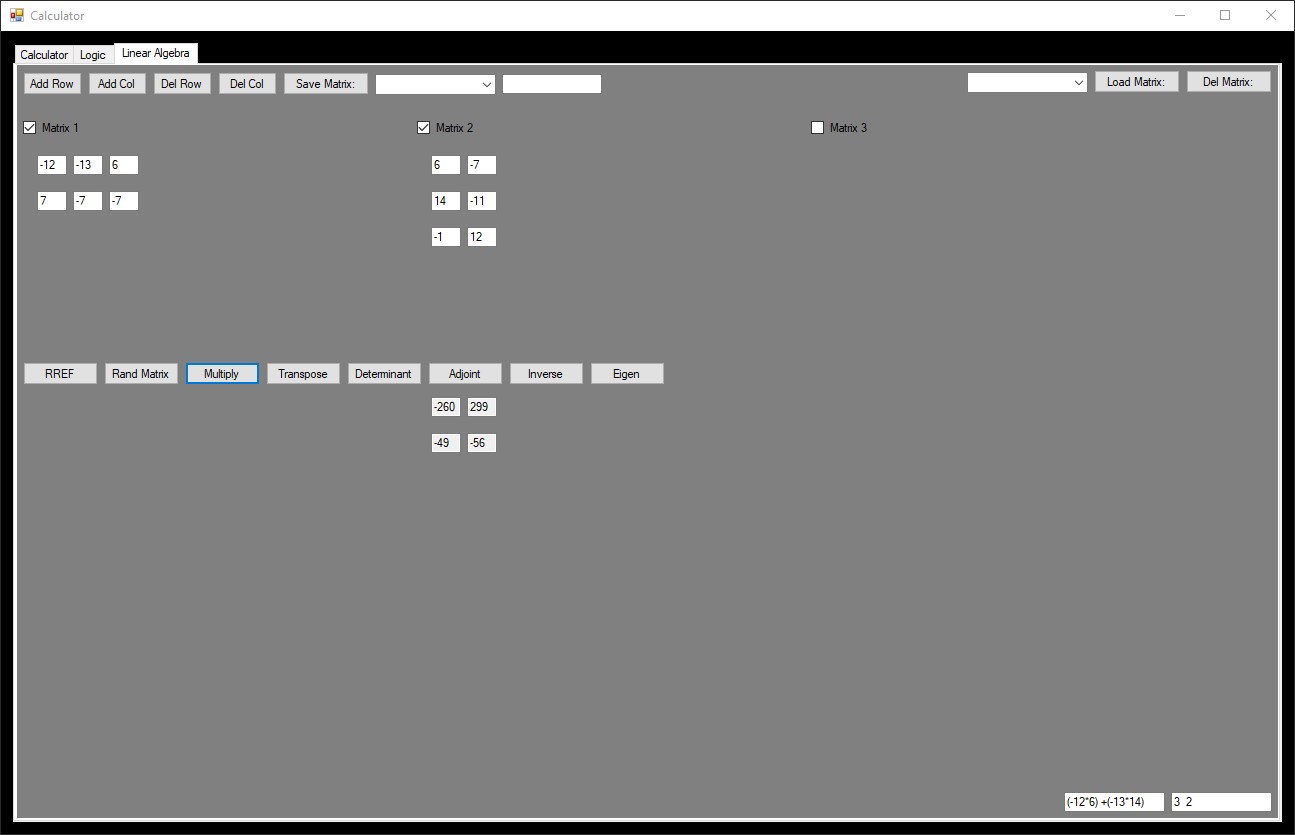 Calculator
Calculator Logic Linear Algebra
Add Row Add Col Del Row Del Col Save Matrix: Load Matrix: Del Matrix:
Matrix 1 Matrix 2 Matrix 3
-12 -13 6 6 -7
7 -7 -7 14 -11
-1 12
RREF Rand Matrix Multiply Transpose Determinant Adjoint Inverse Eigen
-260 299
-49 -56
(-12*6) +(-13*14) 3 2